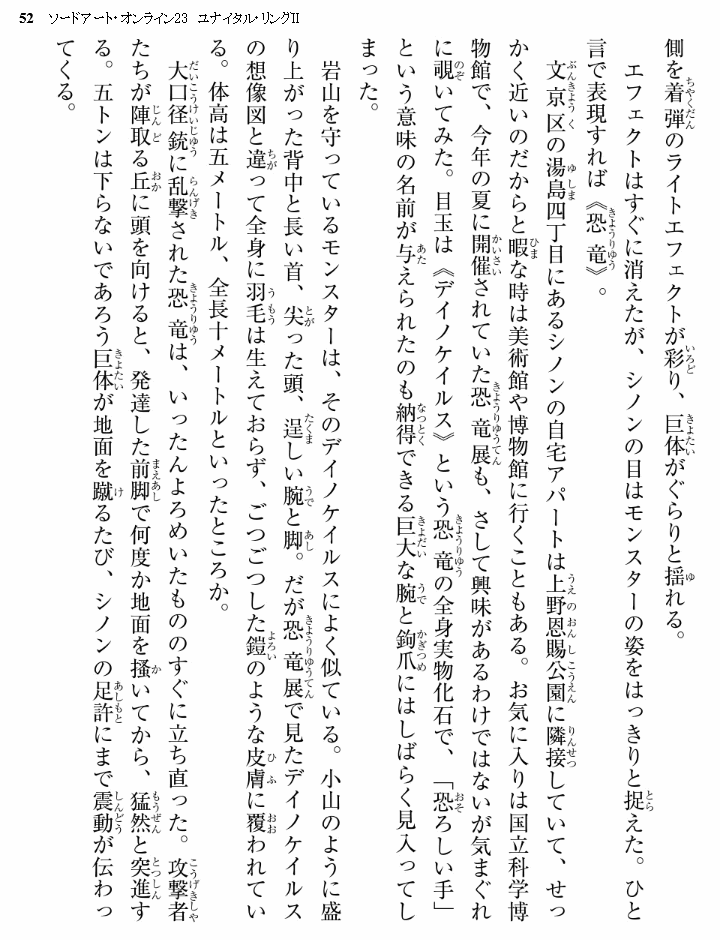 52　ソードアート・オンライン23　ユナイタル・リングⅡ
側を着弾のライトエフェクトが彩り、巨体がぐらりと揺れる。
　エフェクトはすぐに消えたが、シノンの目はモンスターの姿をはっきりと捉えた。ひと
言で表現すれば《恐竜》。
　文京区の湯島四丁目にあるシノンの自宅アパートは上野恩賜公園に隣接していて、せっ
かく近いのだからと暇な時は美術館や博物館に行くこともある。お気に入りは国立科学博
物館で、今年の夏に開催されていた恐竜展も、さして興味があるわけではないが気まぐれ
に覗いてみた。目玉は《デイノケイルス》という恐竜の全身実物化石で、「恐ろしい手」
という意味の名前が与えられたのも納得できる巨大な腕と鉤爪にはしばらく見入ってし
まった。
　岩山を守っているモンスターは、そのデイノケイルスによく似ている。小山のように盛
り上がった背中と長い首、尖った頭、逞しい腕と脚。だが恐竜展で見たデイノケイルス
の想像図と違って全身に羽毛は生えておらず、ごつごつした鎧のような皮膚に覆われてい
る。体高は五メートル、全長十メートルといったところか。
　大口径銃に乱撃された恐竜は、いったんよろめいたもののすぐに立ち直った。攻撃者
たちが陣取る丘に頭を向けると、発達した前脚で何度か地面を掻いてから、猛然と突進す
る。五トンは下らないであろう巨体が地面を蹴るたび、シノンの足許にまで震動が伝わっ
てくる。